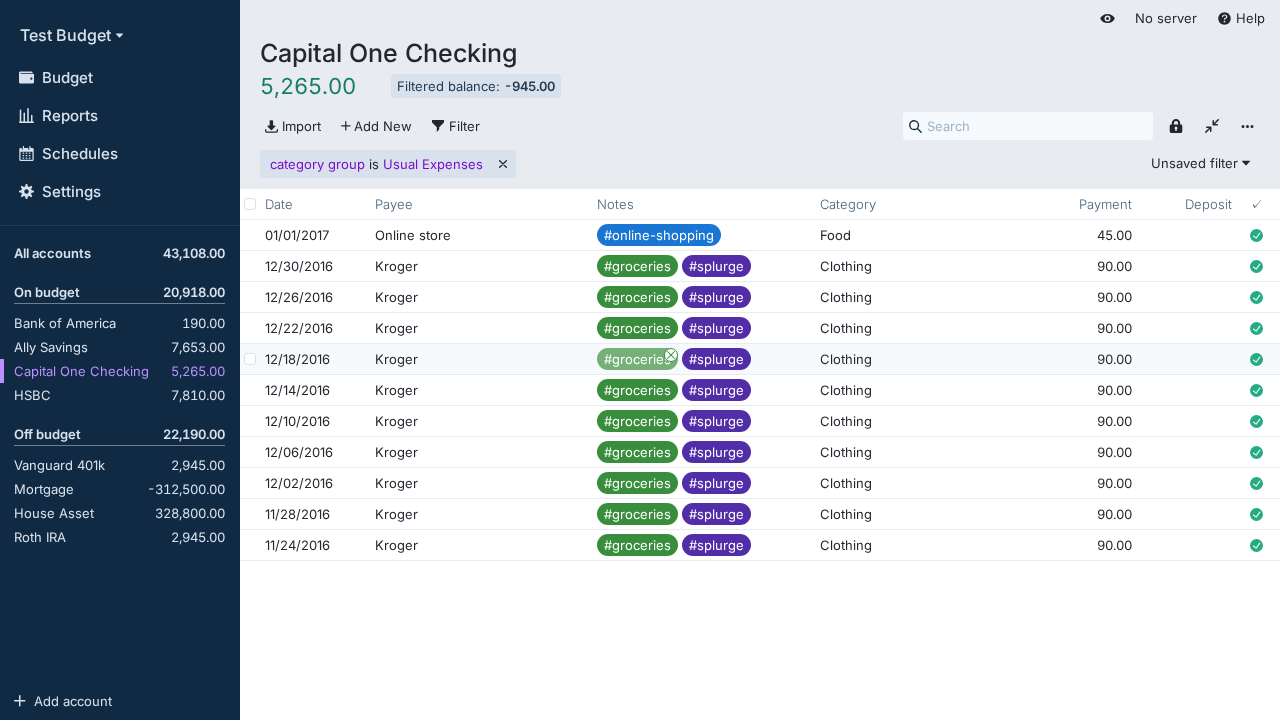 Test Budget
Budget
Reports
Schedules
Settings
All accounts 43,108.00
On budget 20,918.00
Bank of America 190.00
Ally Savings 7,653.00
Capital One Checking 5,265.00
HSBC 7,810.00
Off budget 22,190.00
Vanguard 401k 2,945.00
Mortgage -312,500.00
House Asset 328,800.00
Roth IRA 2,945.00
Add account
No server Help
Capital One Checking
5,265.00 Filtered balance: -945.00
Import Add New Filter Search
category group is Usual Expenses Unsaved filter
Date Payee Notes Category Payment Deposit ✓
01/01/2017 Online store #online-shopping Food 45.00
12/30/2016 Kroger #groceries #splurge Clothing 90.00
12/26/2016 Kroger #groceries #splurge Clothing 90.00
12/22/2016 Kroger #groceries #splurge Clothing 90.00
12/18/2016 Kroger #groceries #splurge Clothing 90.00
12/14/2016 Kroger #groceries #splurge Clothing 90.00
12/10/2016 Kroger #groceries #splurge Clothing 90.00
12/06/2016 Kroger #groceries #splurge Clothing 90.00
12/02/2016 Kroger #groceries #splurge Clothing 90.00
11/28/2016 Kroger #groceries #splurge Clothing 90.00
11/24/2016 Kroger #groceries #splurge Clothing 90.00